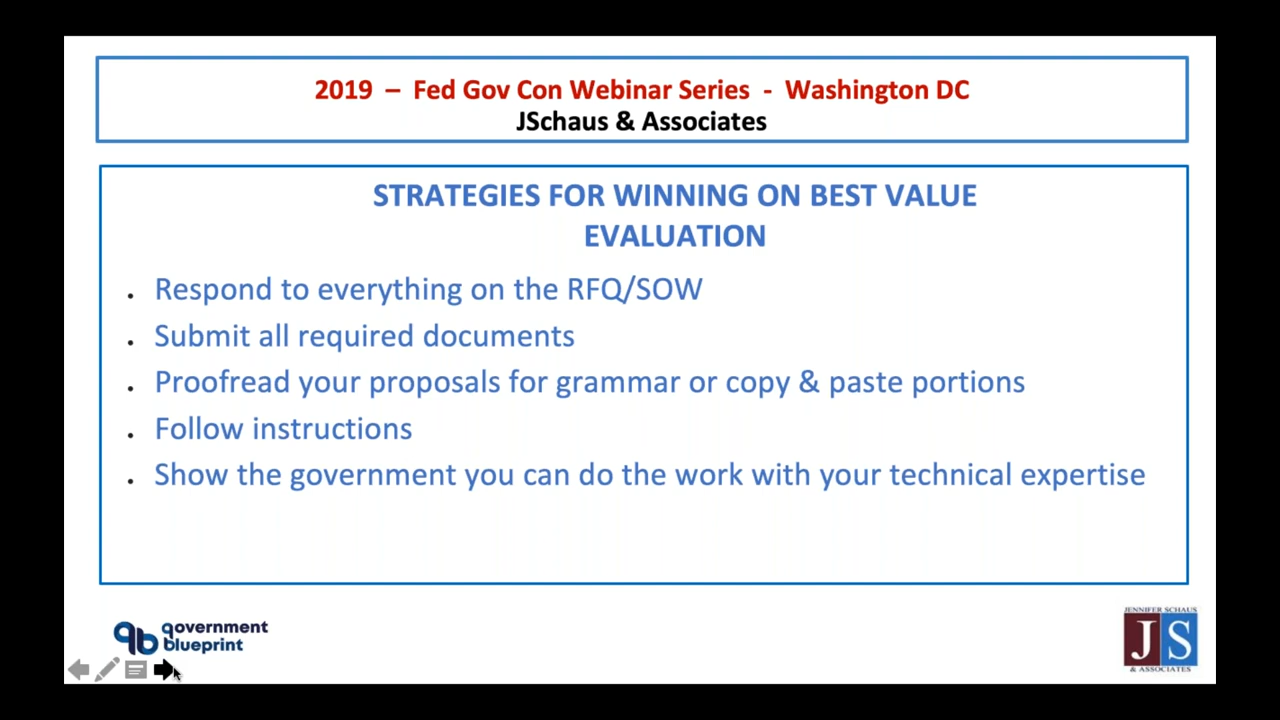 2019 – Fed Gov Con Webinar Series - Washington DC
JSchaus & Associates
STRATEGIES FOR WINNING ON BEST VALUE
EVALUATION
• Respond to everything on the RFQ/SOW
• Submit all required documents
• Proofread your proposals for grammar or copy & paste portions
• Follow instructions
• Show the government you can do the work with your technical expertise
gb government
blueprint
JENNIFER SCHAUS
JS
& ASSOCIATES